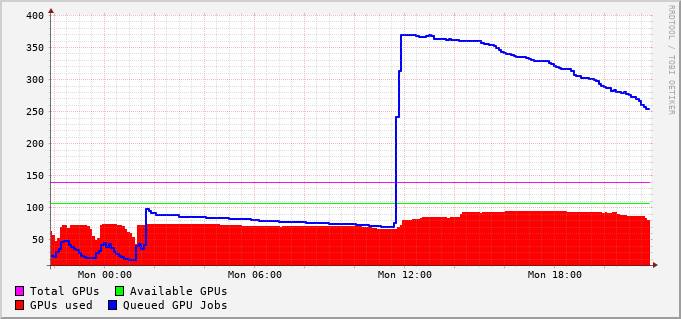 400
350
300
250
200
150
100
50
Mon 00:00 Mon 06:00 Mon 12:00 Mon 18:00
Total GPUs Available GPUs
GPUs used Queued GPU Jobs
RRDTOOL / TOBI OETIKER